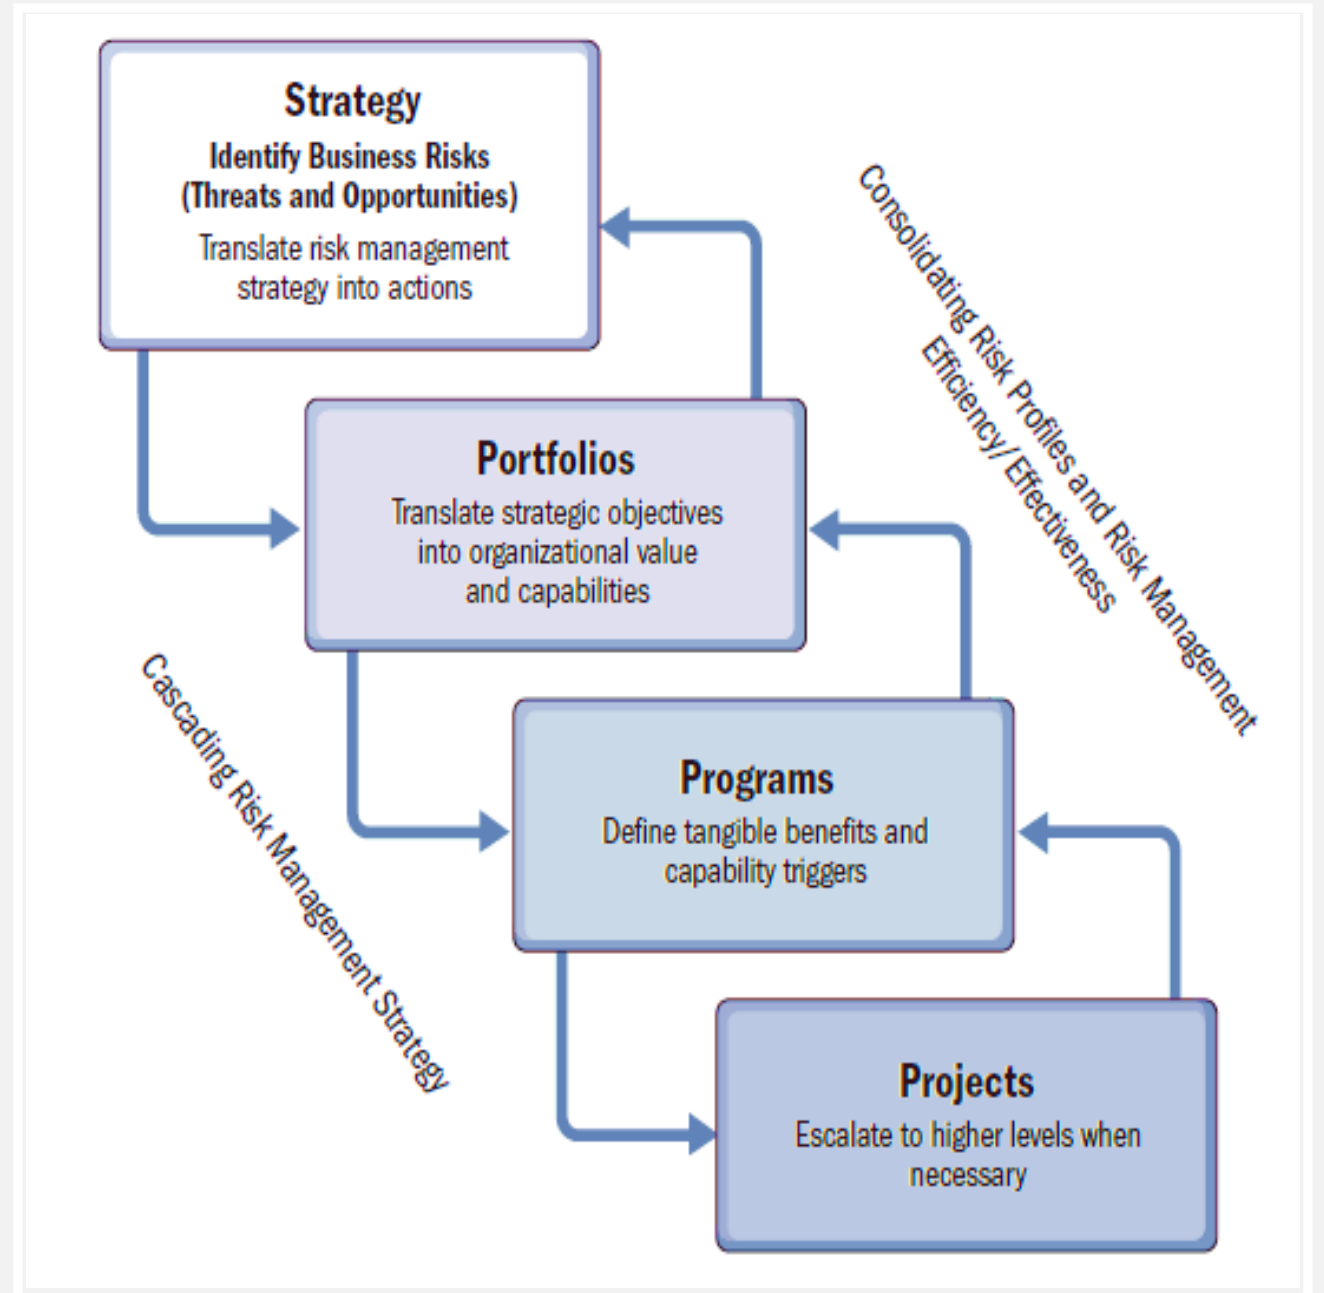 Strategy
Identify Business Risks
(Threats and Opportunities)
Translate risk management
strategy into actions
Consolidating Risk Profiles and Risk Management
Efficiency/Effectiveness
Portfolios
Translate strategic objectives
into organizational value
and capabilities
Cascading Risk Management Strategy
Programs
Define tangible benefits and
capability triggers
Projects
Escalate to higher levels when
necessary